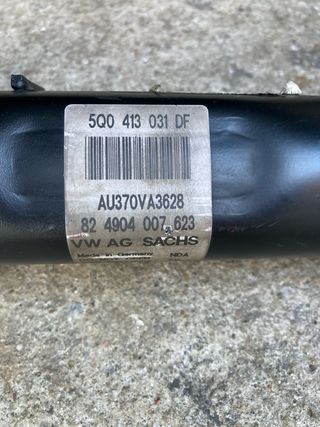 5Q0 413 031 DF
AU370VA3628
82 4904 007 623
VW AG SACHS
Made in Germany NDA